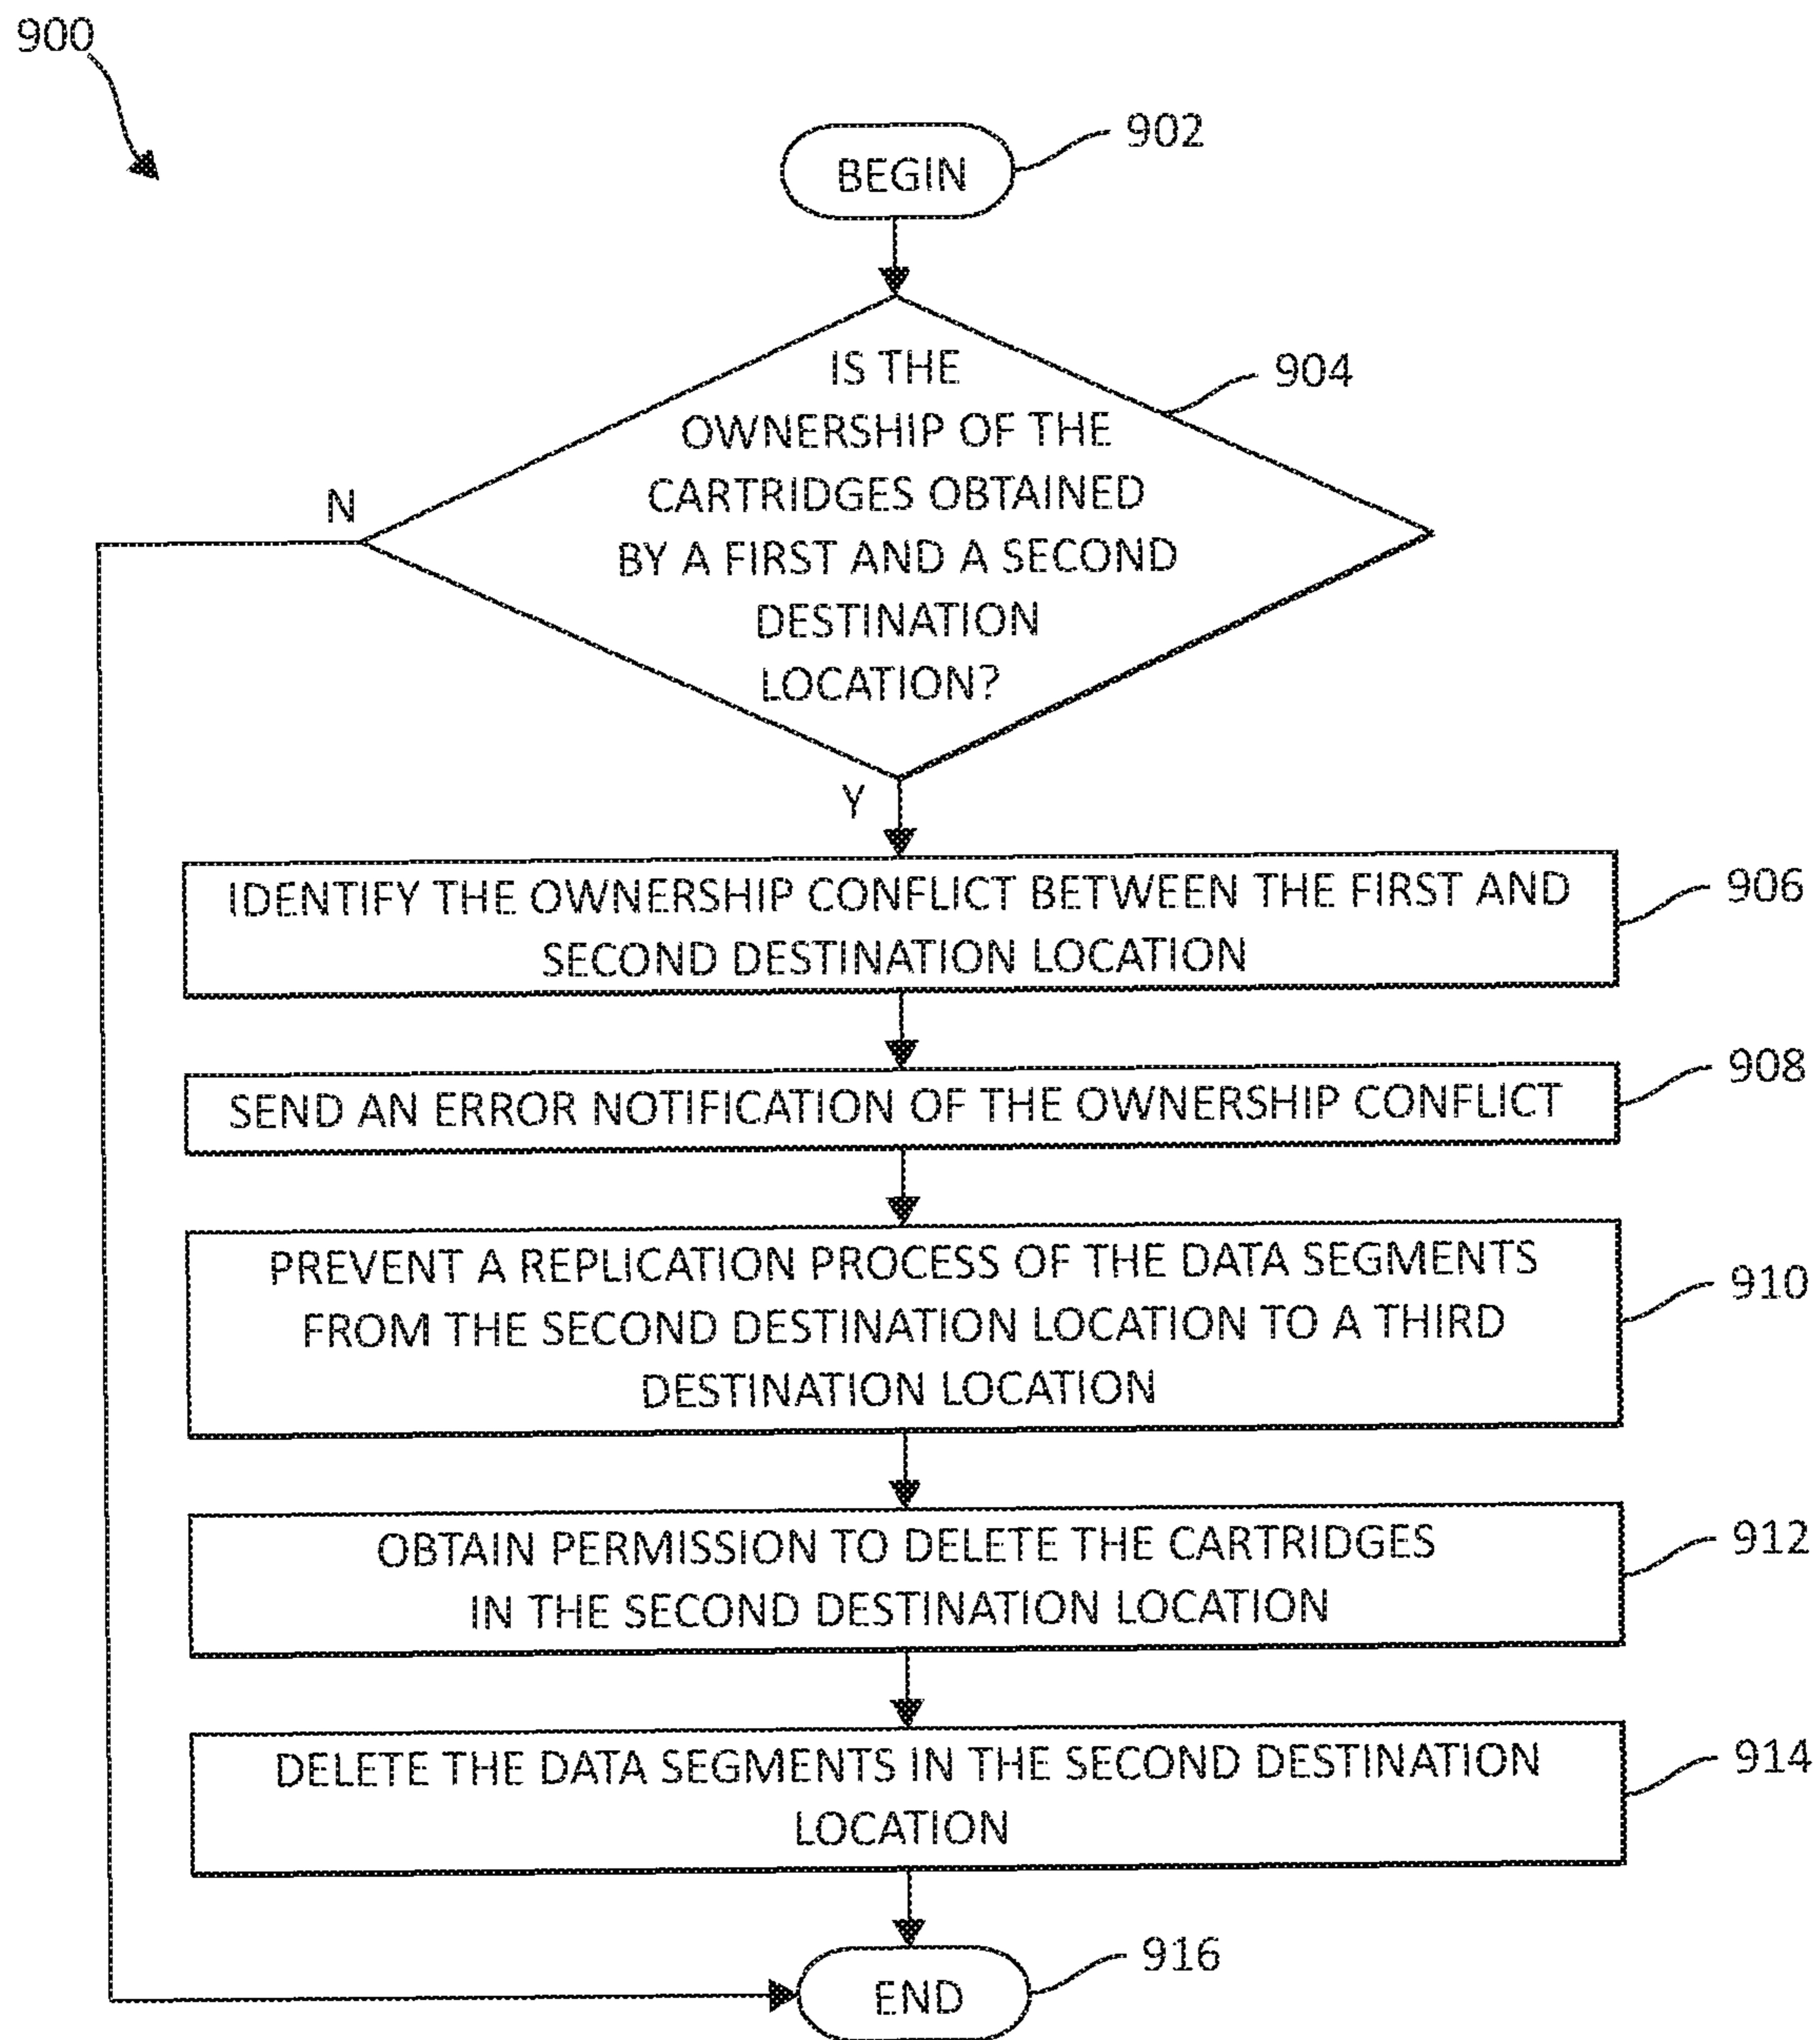 900
BEGIN
902
IS THE
OWNERSHIP OF THE
CARTRIDGES OBTAINED
BY A FIRST AND A SECOND
DESTINATION
LOCATION?
904
N
Y
IDENTIFY THE OWNERSHIP CONFLICT BETWEEN THE FIRST AND
SECOND DESTINATION LOCATION
906
SEND AN ERROR NOTIFICATION OF THE OWNERSHIP CONFLICT
908
PREVENT A REPLICATION PROCESS OF THE DATA SEGMENTS
FROM THE SECOND DESTINATION LOCATION TO A THIRD
DESTINATION LOCATION
910
OBTAIN PERMISSION TO DELETE THE CARTRIDGES
IN THE SECOND DESTINATION LOCATION
912
DELETE THE DATA SEGMENTS IN THE SECOND DESTINATION
LOCATION
914
END
916